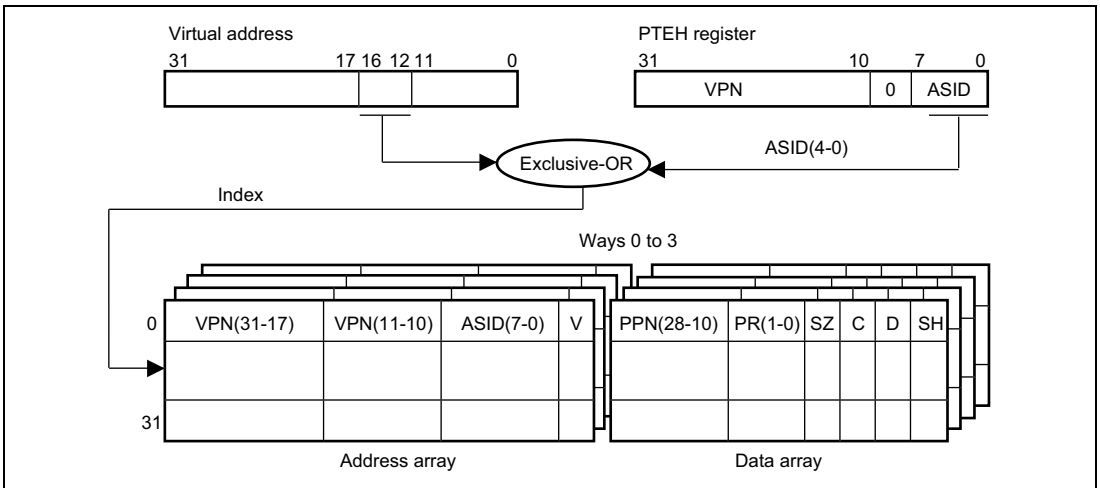 Virtual address
PTEH register
31 17 16 12 11 0
31 10 7 0
VPN 0 ASID
ASID(4-0)
Exclusive-OR
Index
Ways 0 to 3
0 VPN(31-17) VPN(11-10) ASID(7-0) V PPN(28-10) PR(1-0) SZ C D SH
31
Address array
Data array